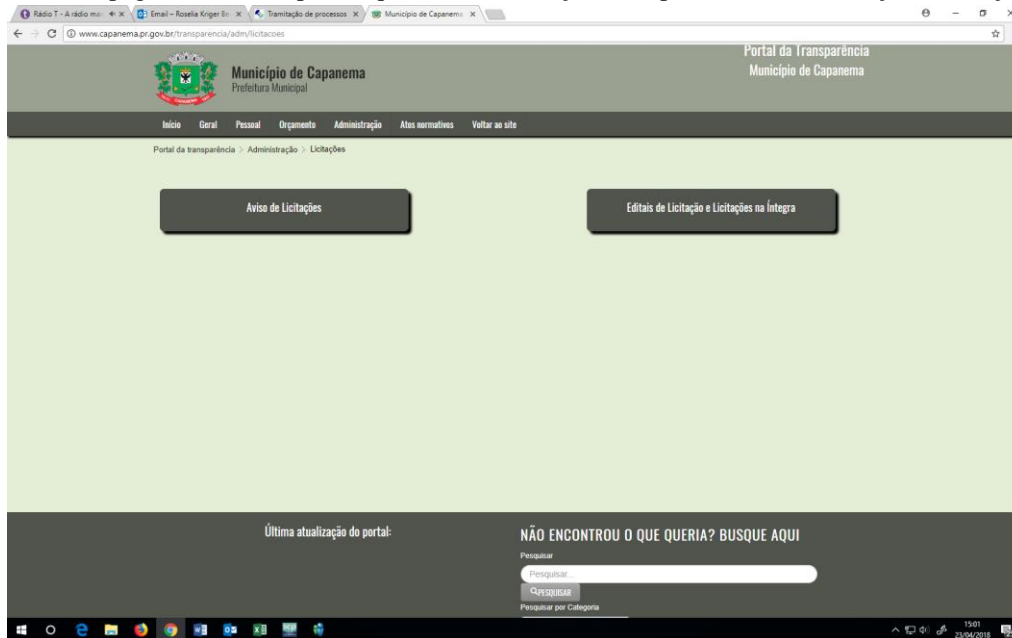 Rádio T - A rádio ma
Email – Roselia Kriger Be
Tramitação de processos
Município de Capanema
www.capanema.pr.gov.br/transparencia/adm/licitacoes
Portal da Transparência
Município de Capanema
Município de Capanema
Prefeitura Municipal
Início Geral Pessoal Orçamento Administração Atos normativos Voltar ao site
Portal da transparência > Administração > Licitações
Aviso de Licitações
Editais de Licitação e Licitações na Íntegra
Última atualização do portal:
NÃO ENCONTROU O QUE QUERIA? BUSQUE AQUI
Pesquisar
Pesquisar...
PESQUISAR
Pesquisar por Categoria
15:01
23/04/2018